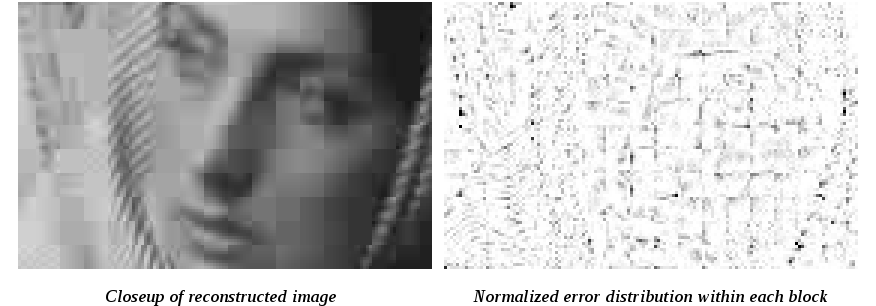 Closeup of reconstructed image
Normalized error distribution within each block